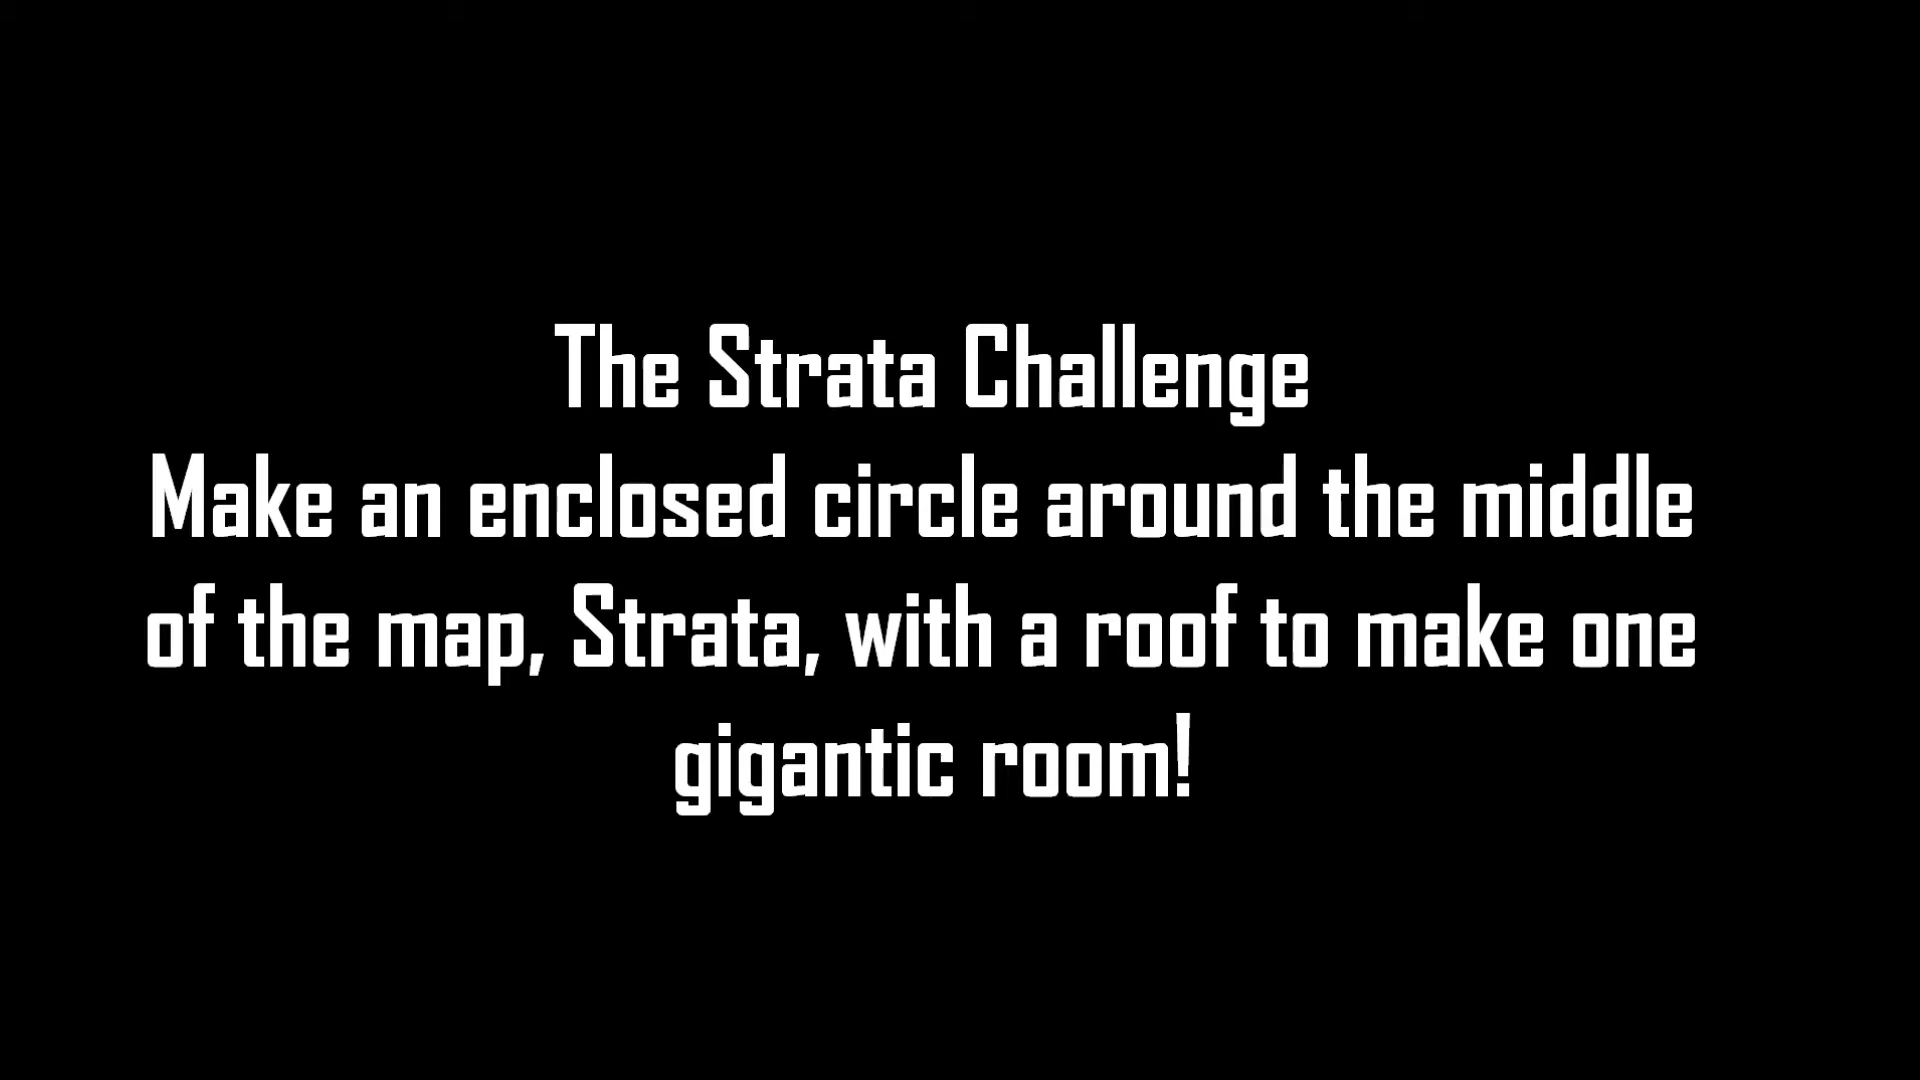 The Strata Challenge
Make an enclosed circle around the middle
of the map, Strata, with a roof to make one
gigantic room!